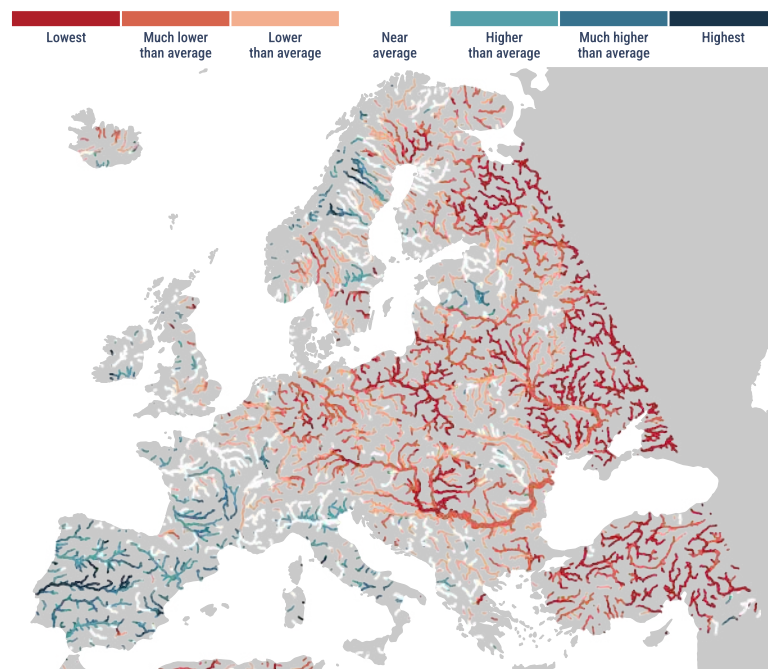 Lowest
Much lower
than average
Lower
than average
Near
average
Higher
than average
Much higher
than average
Highest